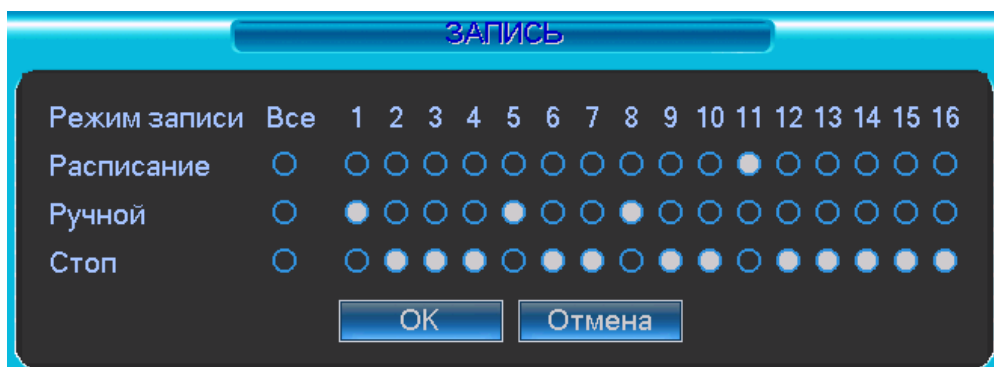 ЗАПИСЬ
Режим записи Все 1 2 3 4 5 6 7 8 9 10 11 12 13 14 15 16
Расписание
Ручной
Стоп
OK Отмена